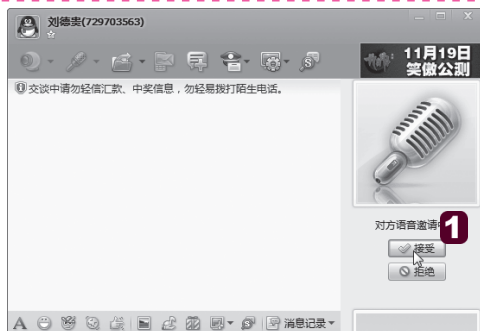 刘德贵(729703563)
11月19日
笑傲公测
交谈中请勿轻信汇款、中奖信息，勿轻易拨打陌生电话。
对方语音邀请
1
接受
拒绝
消息记录